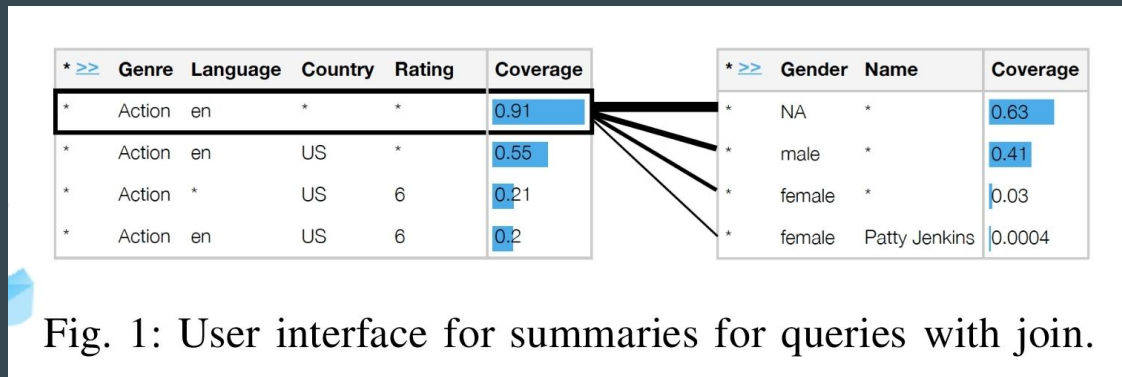 * >> Genre Language Country Rating Coverage
* Action en * * 0.91
* Action en US * 0.55
* Action * US 6 0.21
* Action en US 6 0.2
* >> Gender Name Coverage
* NA * 0.63
* male * 0.41
* female * 0.03
* female Patty Jenkins 0.0004
Fig. 1: User interface for summaries for queries with join.